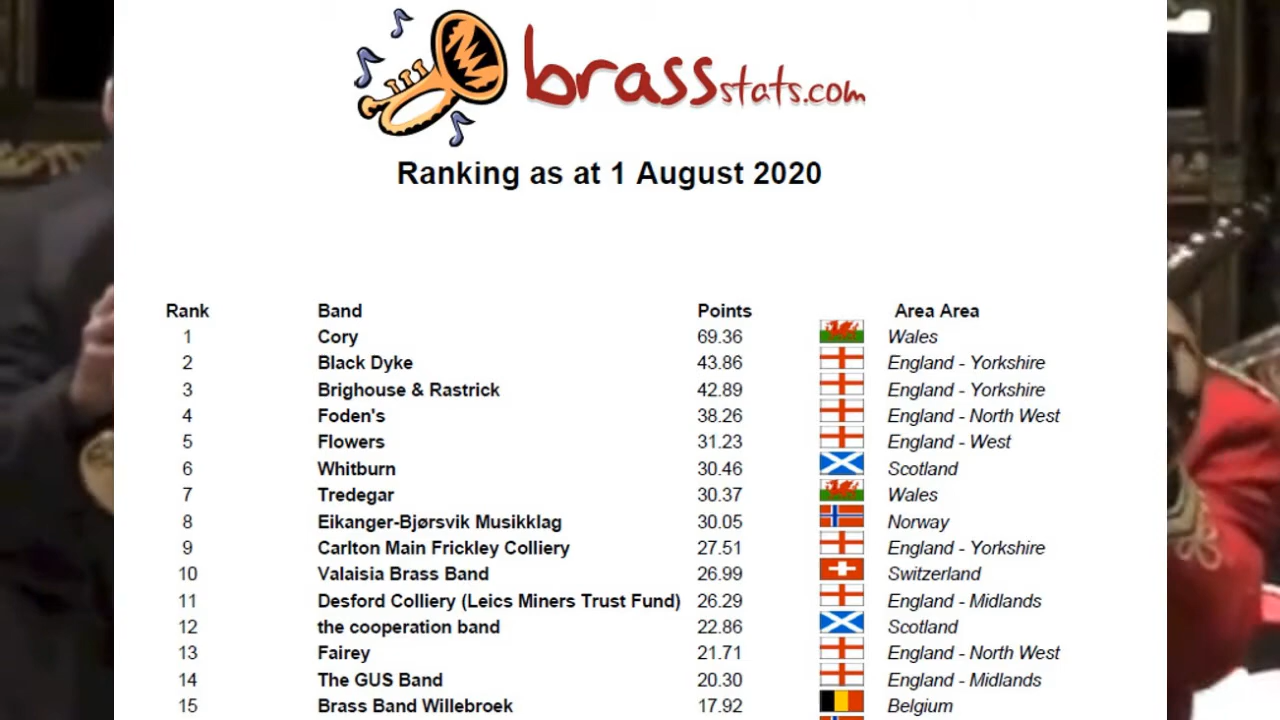 brassstats.com
Ranking as at 1 August 2020
Rank Band Points Area Area
1 Cory 69.36 Wales
2 Black Dyke 43.86 England - Yorkshire
3 Brighouse & Rastrick 42.89 England - Yorkshire
4 Foden's 38.26 England - North West
5 Flowers 31.23 England - West
6 Whitburn 30.46 Scotland
7 Tredegar 30.37 Wales
8 Eikanger-Bjørsvik Musikklag 30.05 Norway
9 Carlton Main Frickley Colliery 27.51 England - Yorkshire
10 Valaisia Brass Band 26.99 Switzerland
11 Desford Colliery (Leics Miners Trust Fund) 26.29 England - Midlands
12 the cooperation band 22.86 Scotland
13 Fairey 21.71 England - North West
14 The GUS Band 20.30 England - Midlands
15 Brass Band Willebroek 17.92 Belgium